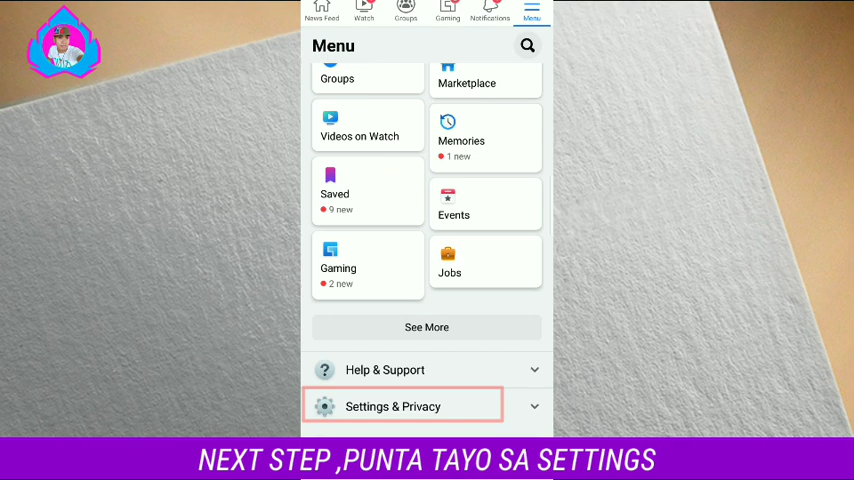 News Feed
Watch
Groups
Gaming
Notifications
Menu
Menu
Groups
Marketplace
Videos on Watch
Memories
1 new
Saved
9 new
Events
Gaming
2 new
Jobs
See More
Help & Support
Settings & Privacy
NEXT STEP ,PUNTA TAYO SA SETTINGS